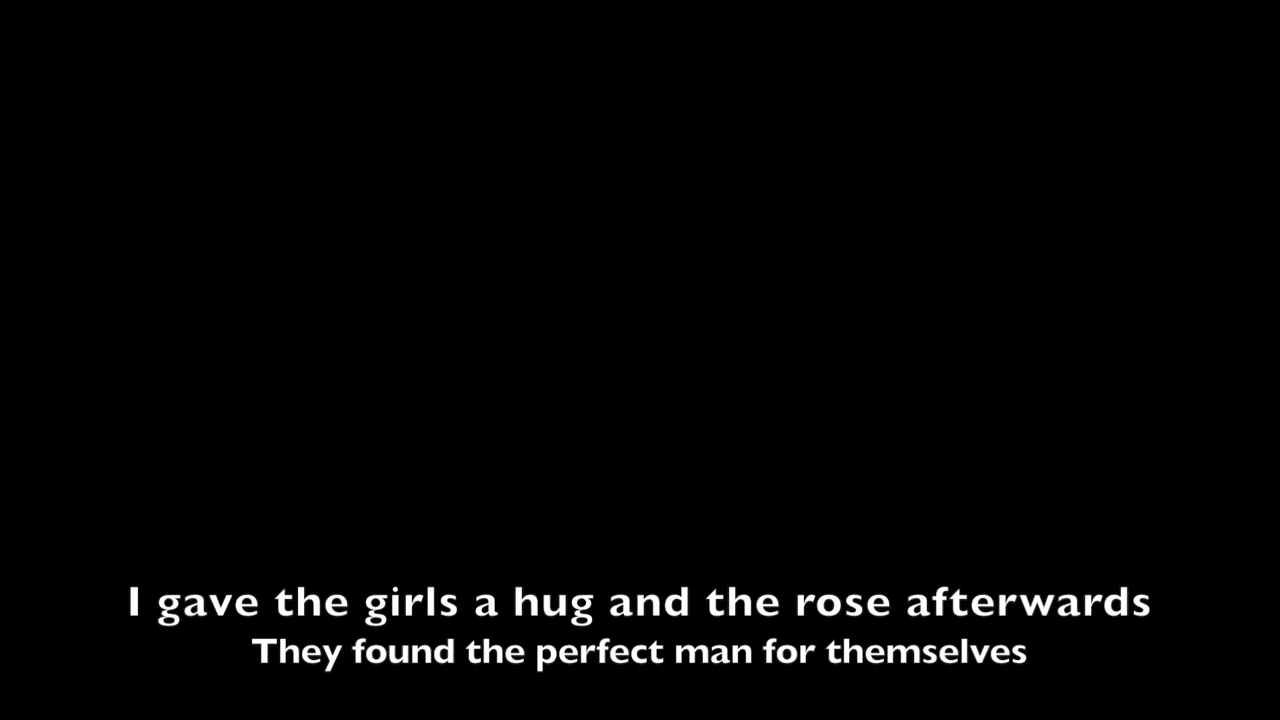 I gave the girls a hug and the rose afterwards
They found the perfect man for themselves